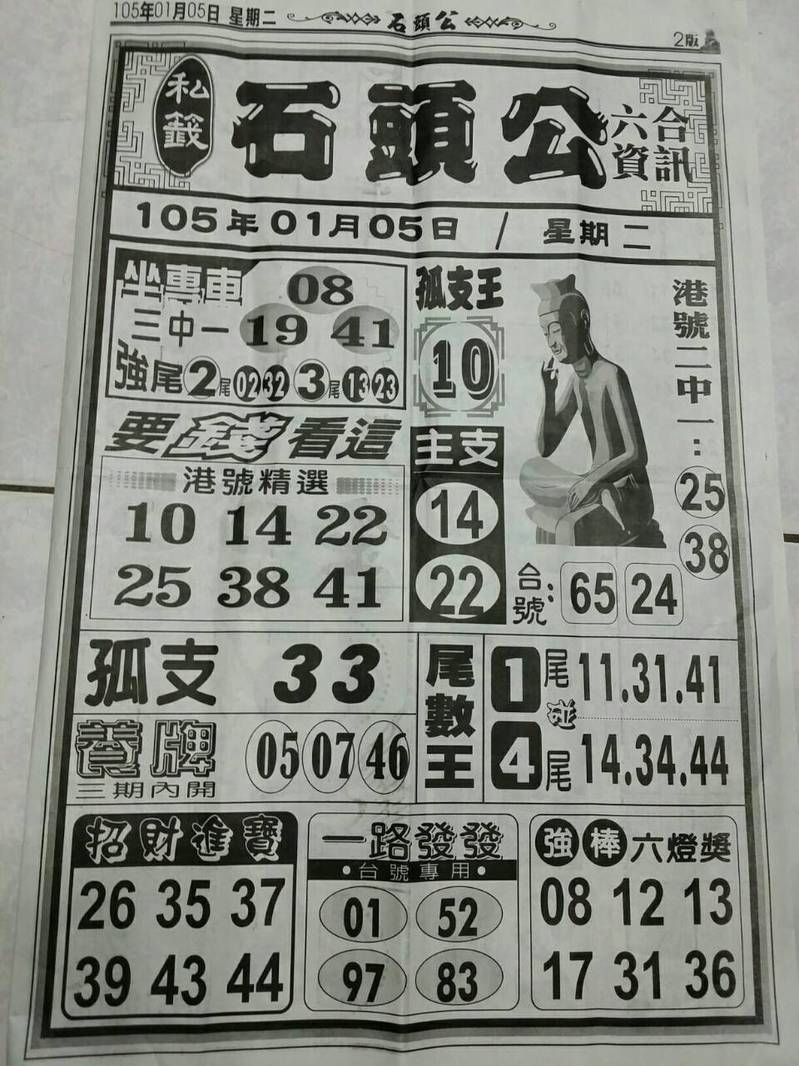 105年01月05日 星期二 石頭公 2版
私籤 石頭公 六合資訊
105年01月05日 / 星期二
坐專車 08
三中一 19 41
強尾 2尾 02 32 3尾 13 23
孤支王
10
港號二中一:
25
38
要錢看這
港號精選
10 14 22
25 38 41
主支
14
22
台號: 65 24
孤支 33
養牌 05 07 46
三期內開
尾數王
1尾 11.31.41
碰
4尾 14.34.44
招財進寶
26 35 37
39 43 44
一路發發
·台號專用·
01 52
97 83
強棒六燈獎
08 12 13
17 31 36